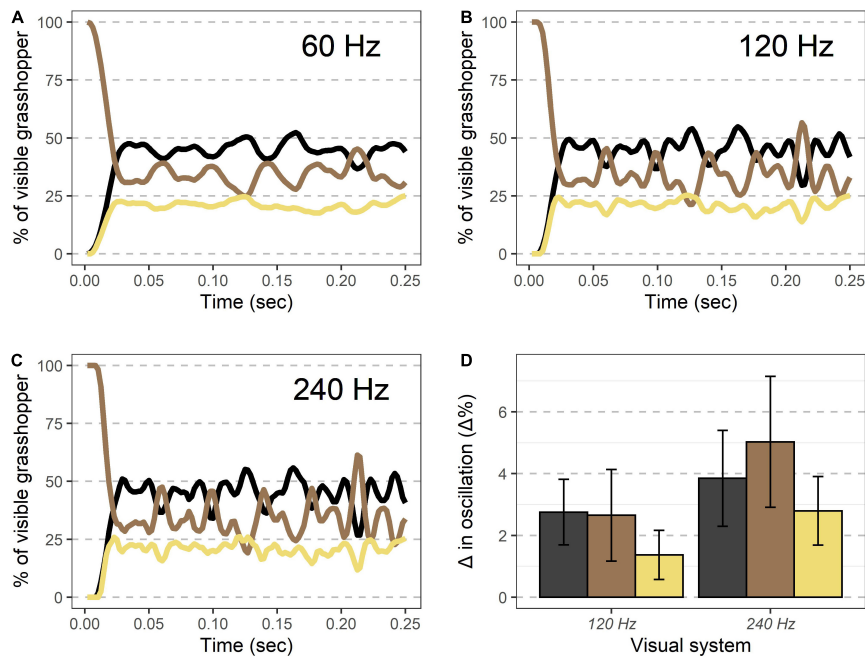 A
60 Hz
% of visible grasshopper
100
75
50
25
0
0.00 0.05 0.10 0.15 0.20 0.25
Time (sec)
B
120 Hz
% of visible grasshopper
100
75
50
25
0
0.00 0.05 0.10 0.15 0.20 0.25
Time (sec)
C
240 Hz
% of visible grasshopper
100
75
50
25
0
0.00 0.05 0.10 0.15 0.20 0.25
Time (sec)
D
Δ in oscillation (Δ%)
6
4
2
0
120 Hz 240 Hz
Visual system